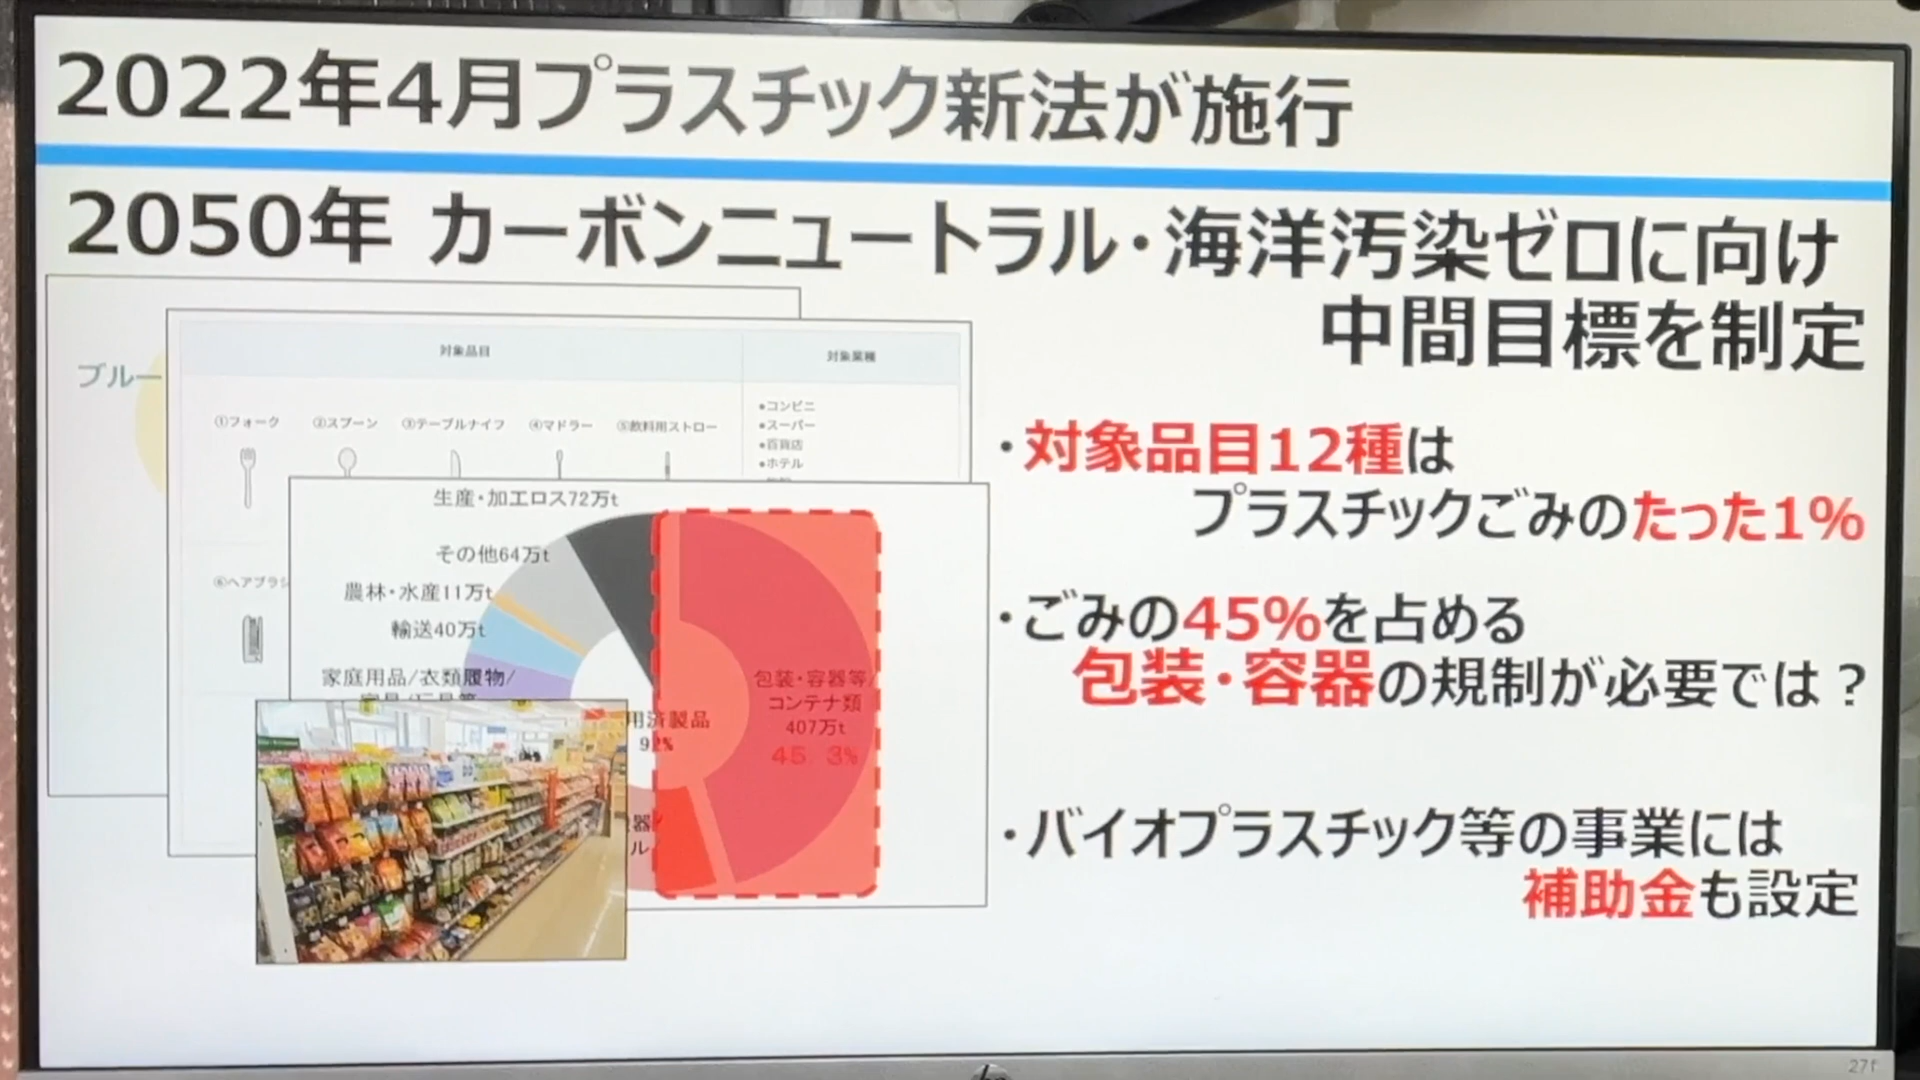 2022年4月プラスチック新法が施行
2050年 カーボンニュートラル・海洋汚染ゼロに向け
中間目標を制定
ブルー
対象品目
対象業種
①フォーク
②スプーン
③テーブルナイフ
④マドラー
⑤飲料用ストロー
●コンビニ
●スーパー
●百貨店
●ホテル
⑥ヘアブラシ
生産・加工ロス72万t
その他64万t
農林・水産11万t
輸送40万t
家庭用品/衣類履物/
用済製品
92%
包装・容器等/
コンテナ類
407万t
45 3%
器/
ル
・対象品目12種は
プラスチックごみのたった1%
・ごみの45%を占める
包装・容器の規制が必要では？
・バイオプラスチック等の事業には
補助金も設定
hp
27f